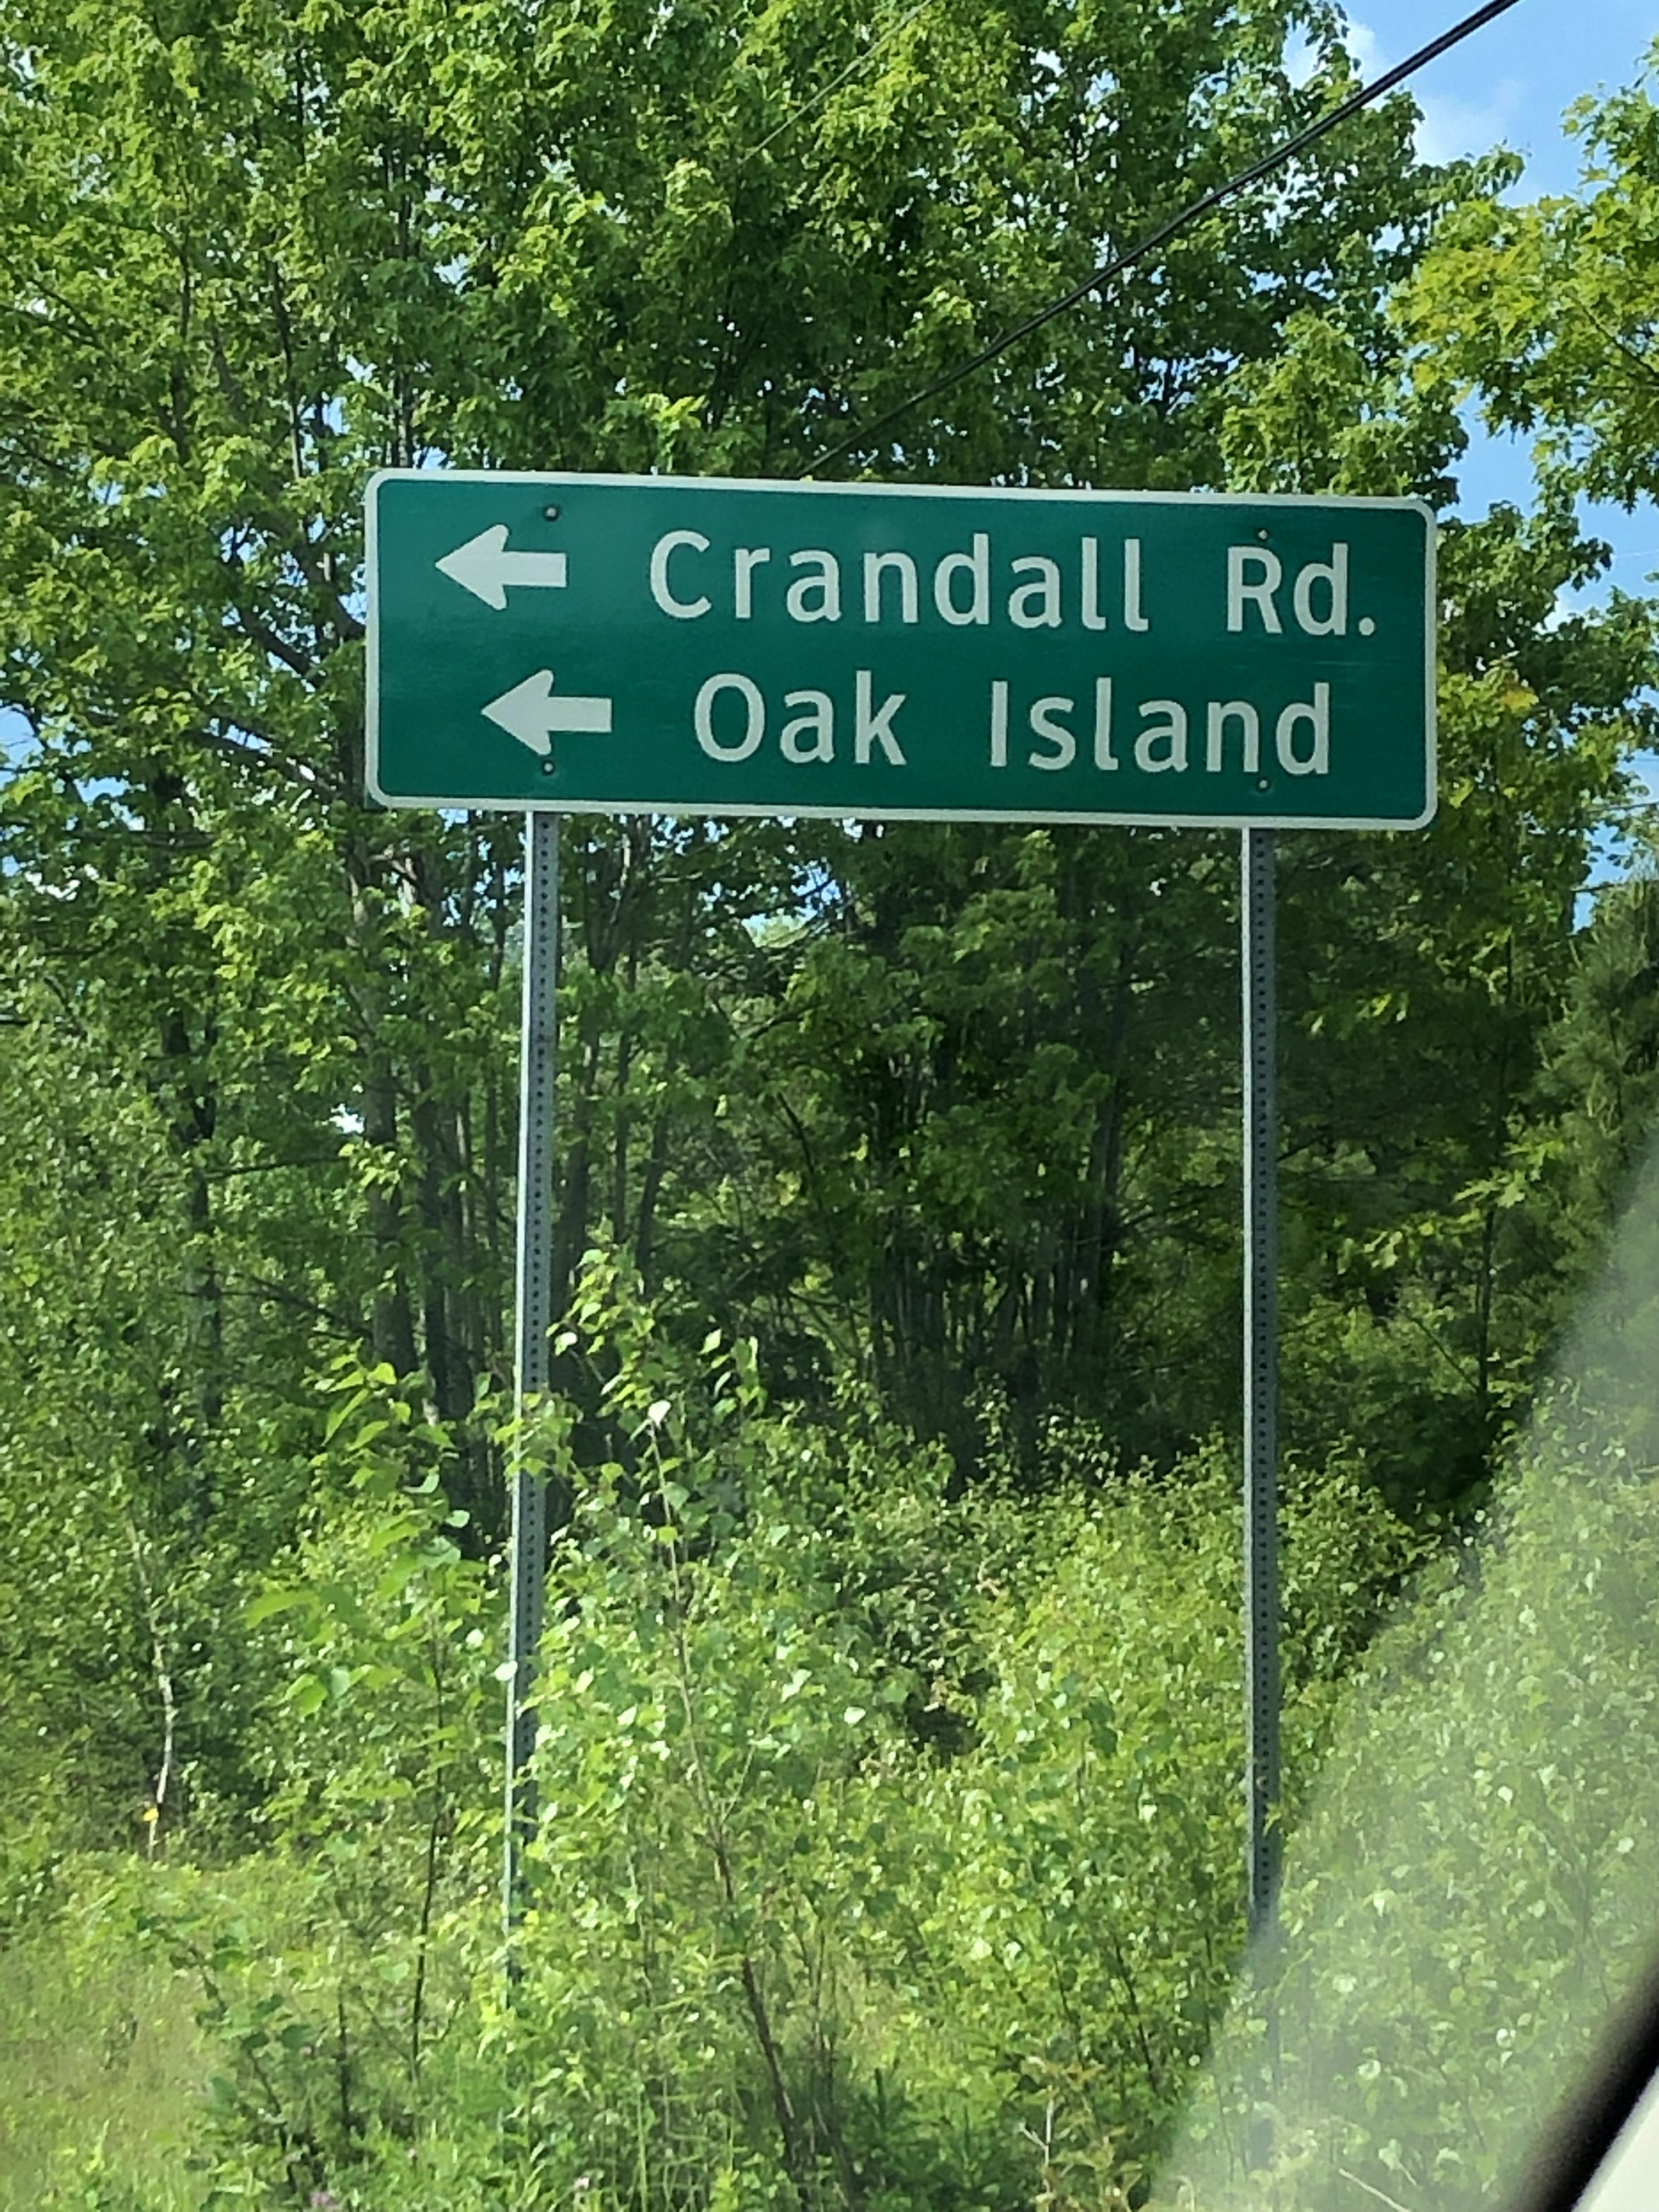 ← Crandall Rd.
← Oak Island